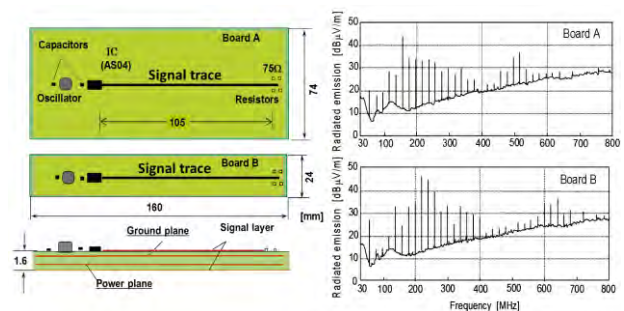 Board A
Capacitors
IC
(AS04)
Signal trace
75Ω
Oscillator
Resistors
105
74
Signal trace
Board B
24
160
[mm]
Ground plane
Signal layer
1.6
Power plane
Radiated emission [dBμV/m]
50
40
30
20
10
0
Board A
30 100 200 300 400 500 600 700 800
Radiated emission [dBμV/m]
50
40
30
20
10
0
Board B
30 100 200 300 400 500 600 700 800
Frequency [MHz]